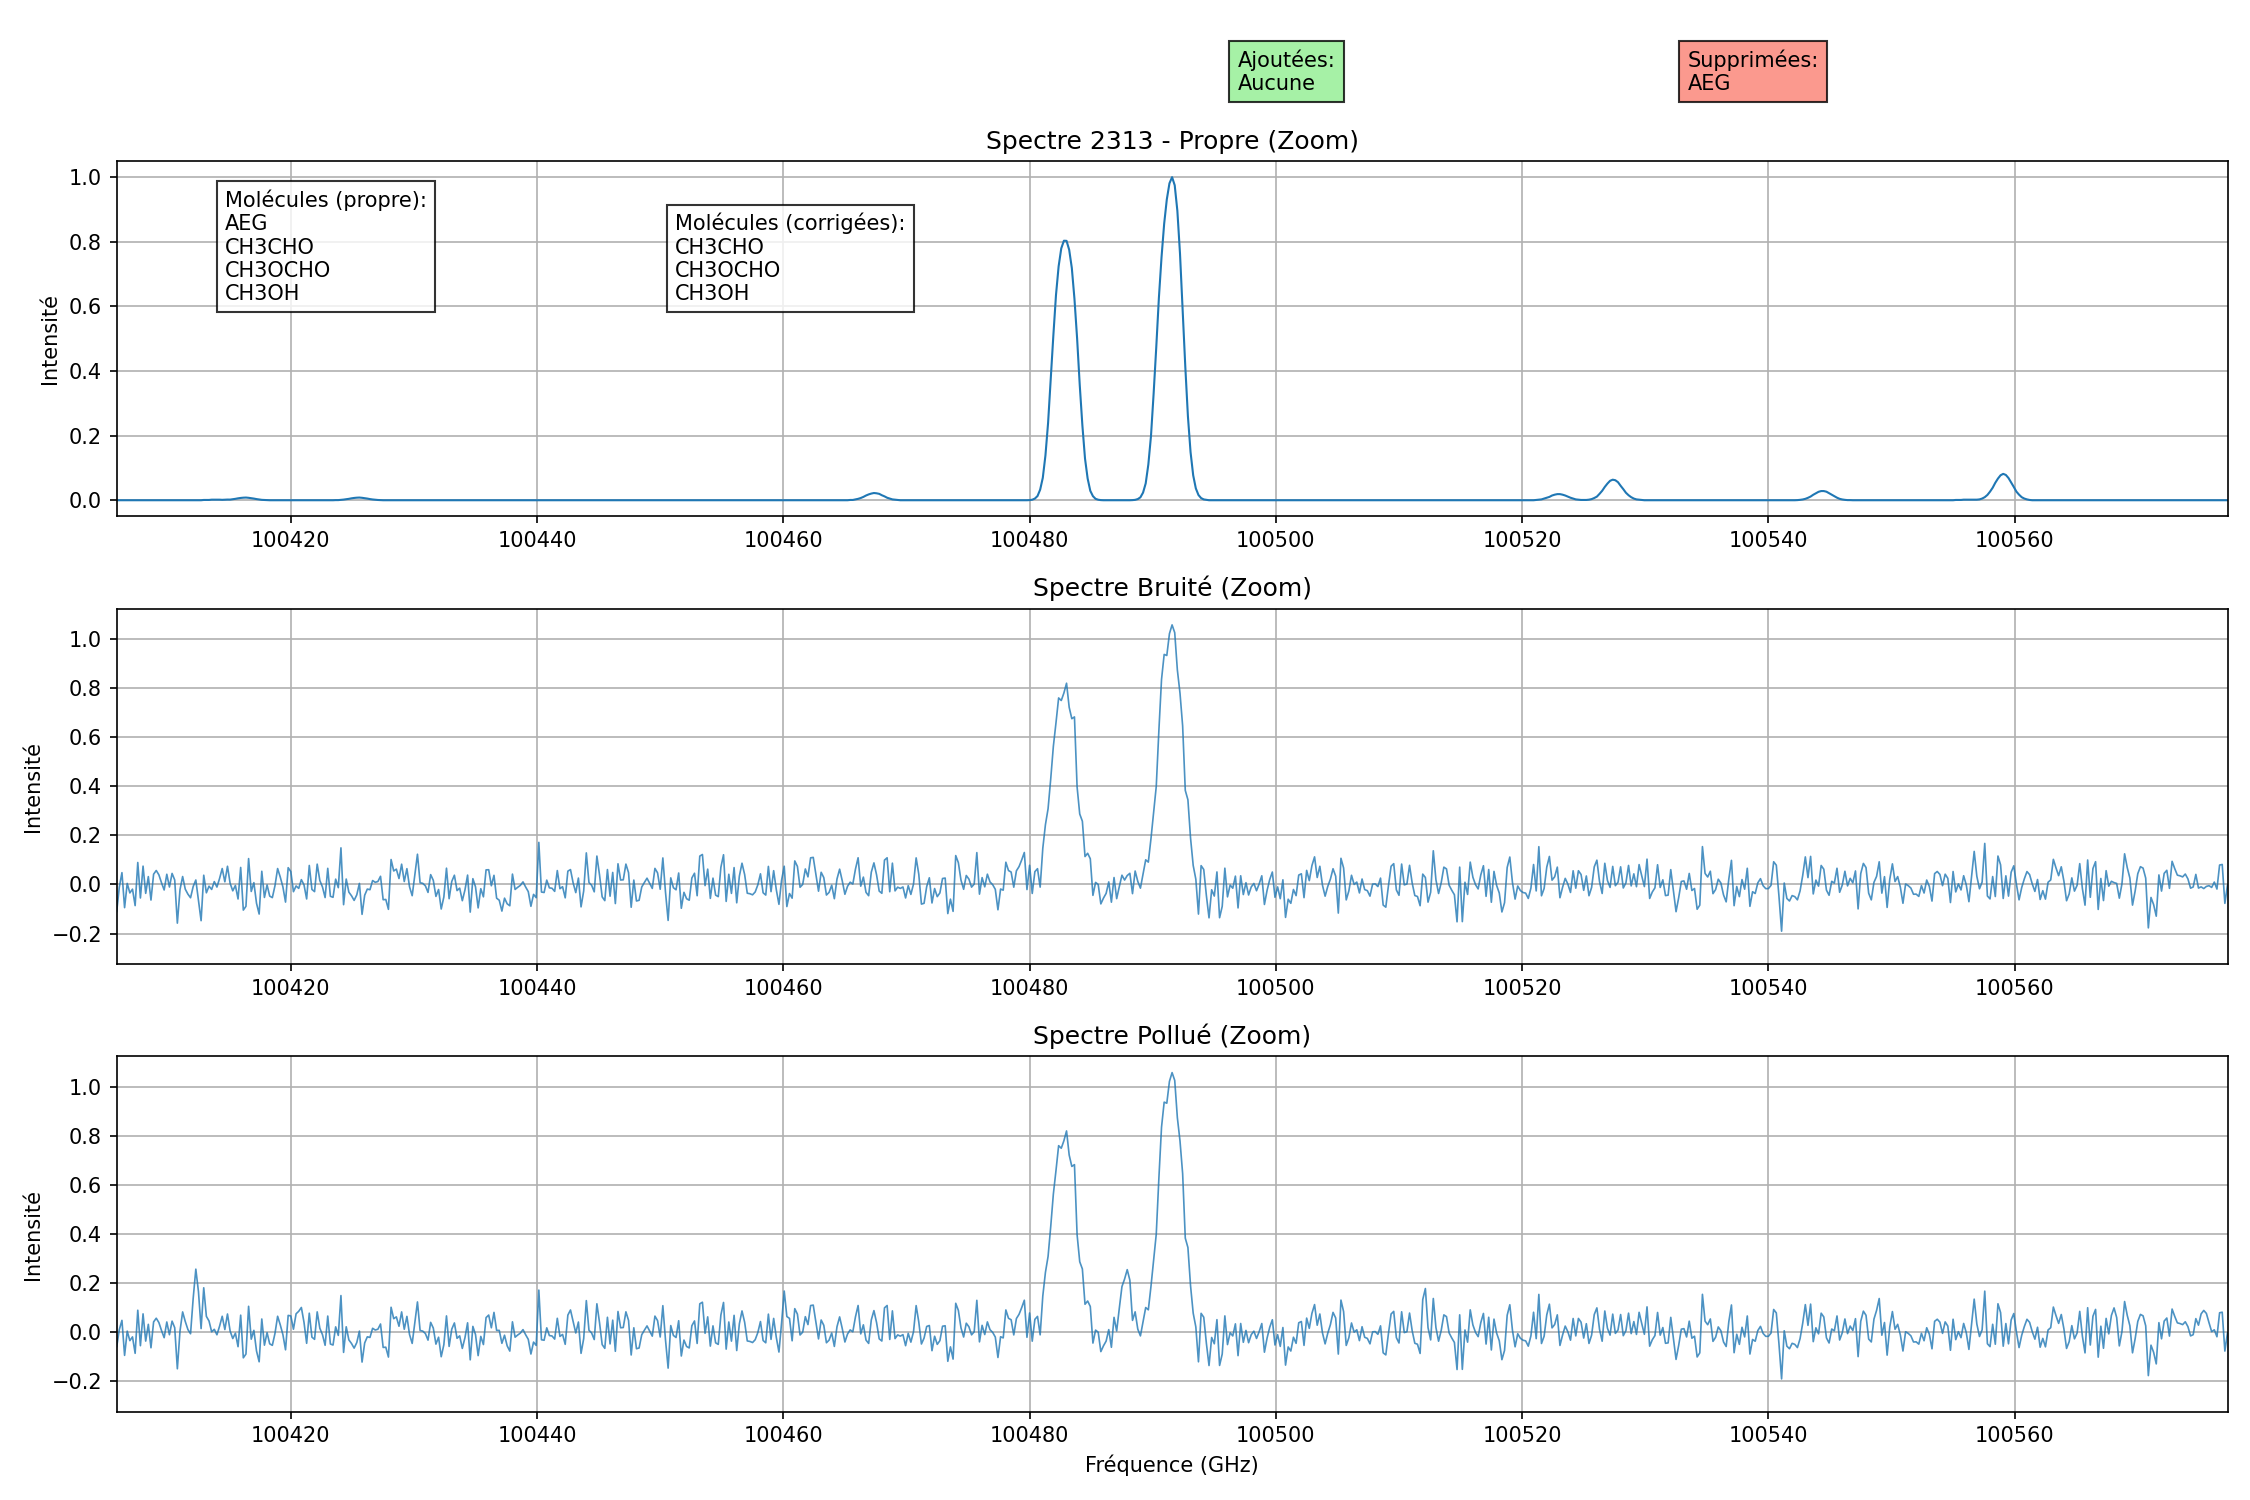 Ajoutées:
Aucune
Supprimées:
AEG
Spectre 2313 - Propre (Zoom)
Molécules (propre):
AEG
CH3CHO
CH3OCHO
CH3OH
Molécules (corrigées):
CH3CHO
CH3OCHO
CH3OH
Intensité
1.0
0.8
0.6
0.4
0.2
0.0
100420 100440 100460 100480 100500 100520 100540 100560
Spectre Bruité (Zoom)
Intensité
1.0
0.8
0.6
0.4
0.2
0.0
−0.2
100420 100440 100460 100480 100500 100520 100540 100560
Spectre Pollué (Zoom)
Intensité
1.0
0.8
0.6
0.4
0.2
0.0
−0.2
100420 100440 100460 100480 100500 100520 100540 100560
Fréquence (GHz)